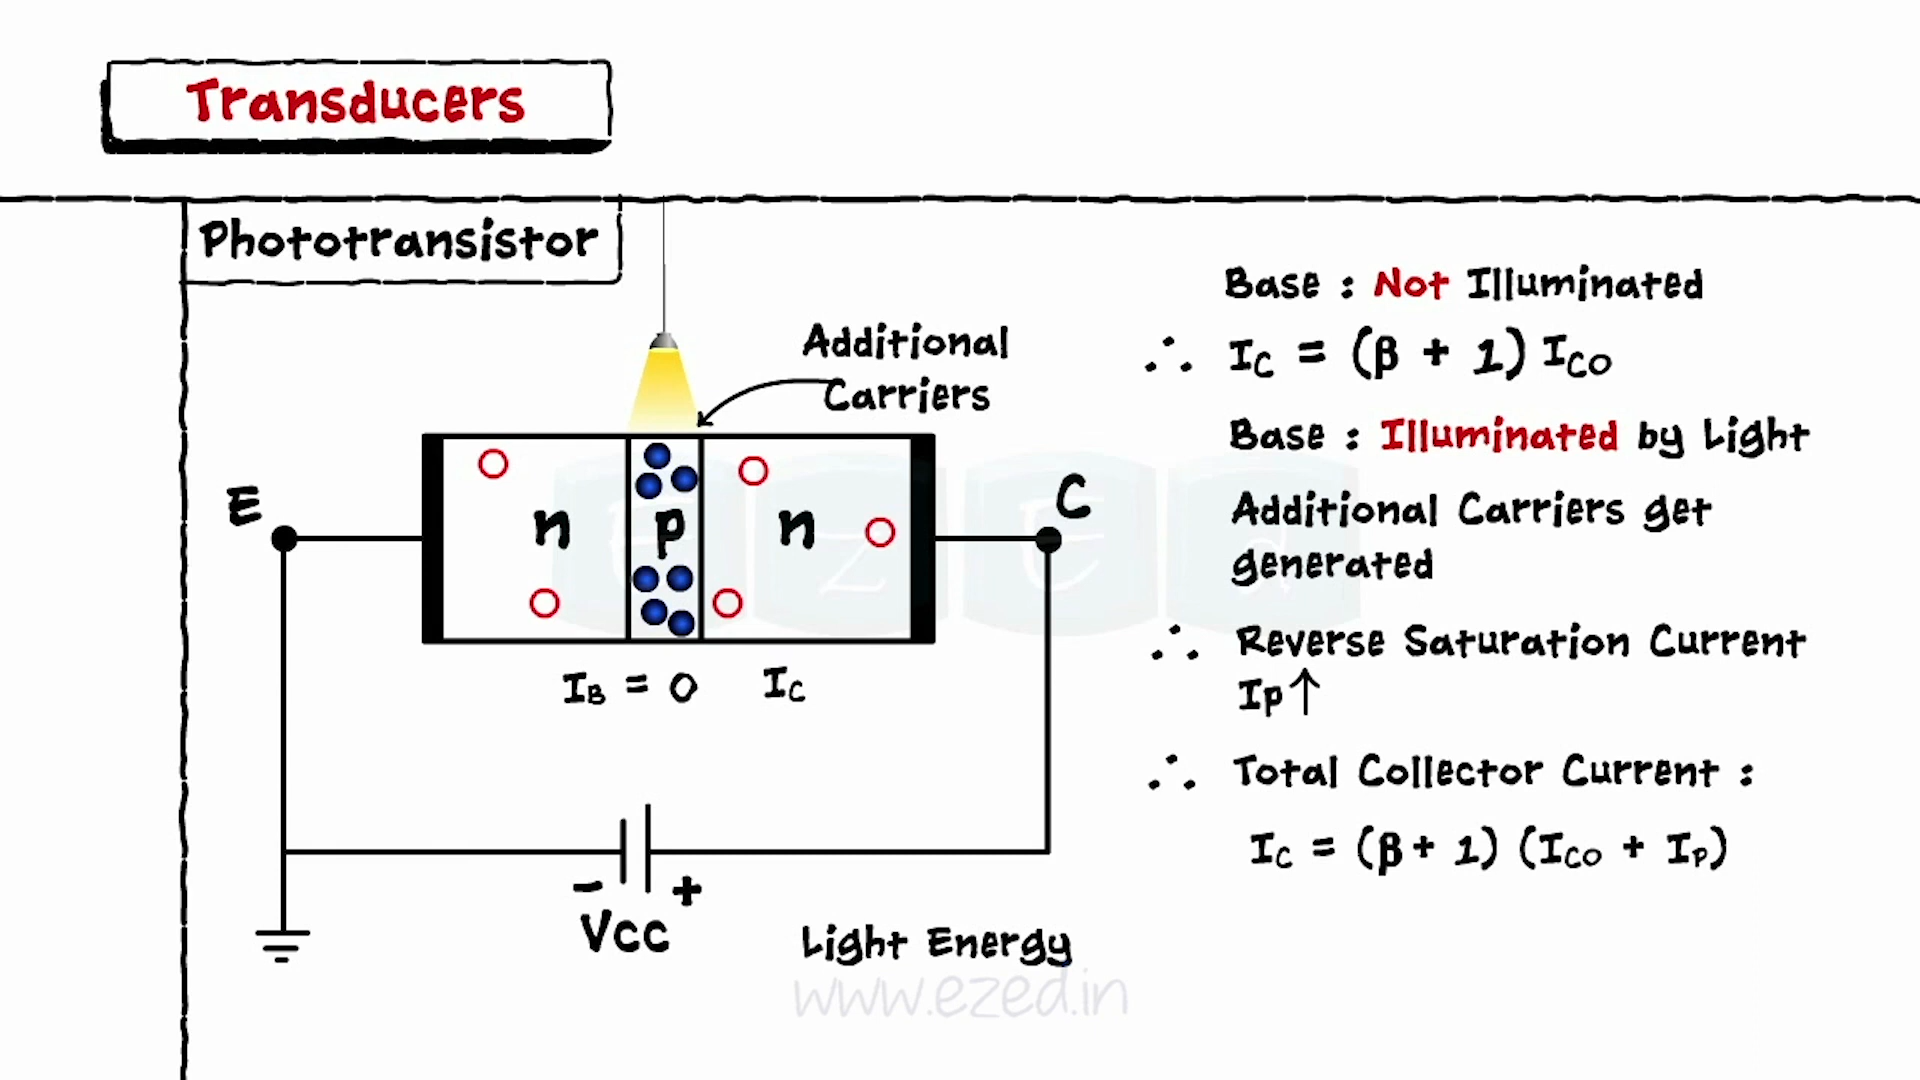 Transducers
Phototransistor
Additional
Carriers
E
n
p
n
C
IB = 0
IC
- +
Vcc
Light Energy
www.ezed.in
Base : Not Illuminated
∴ IC = (β + 1) ICO
Base : Illuminated by Light
Additional Carriers get
generated
∴ Reverse Saturation Current
Ip↑
∴ Total Collector Current :
IC = (β + 1) (ICO + IP)
E Z E d